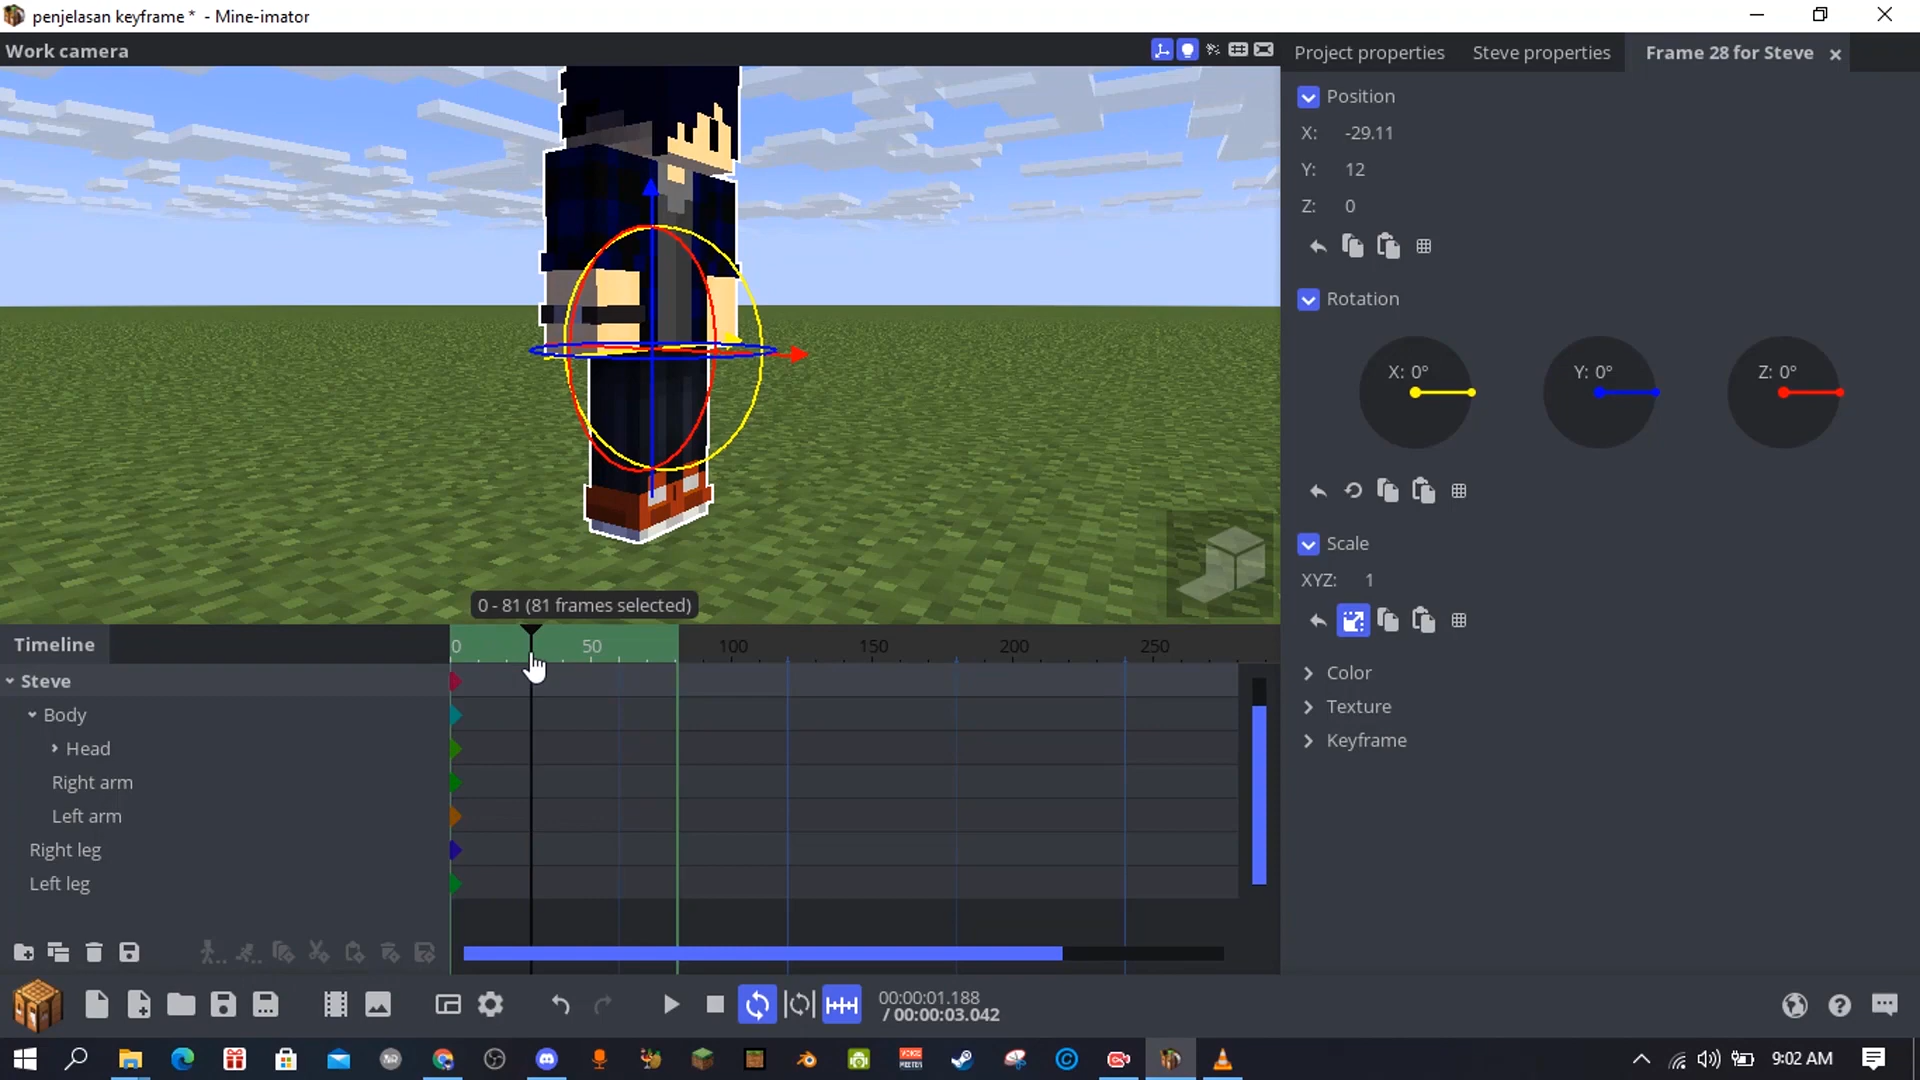 penjelasan keyframe * - Mine-imator
Work camera
Project properties
Steve properties
Frame 28 for Steve
Position
X: -29.11
Y: 12
Z: 0
Rotation
X: 0°
Y: 0°
Z: 0°
Scale
XYZ: 1
Color
Texture
Keyframe
0 - 81 (81 frames selected)
Timeline
0 50 100 150 200 250
Steve
Body
Head
Right arm
Left arm
Right leg
Left leg
00:00:01.188
/ 00:00:03.042
9:02 AM